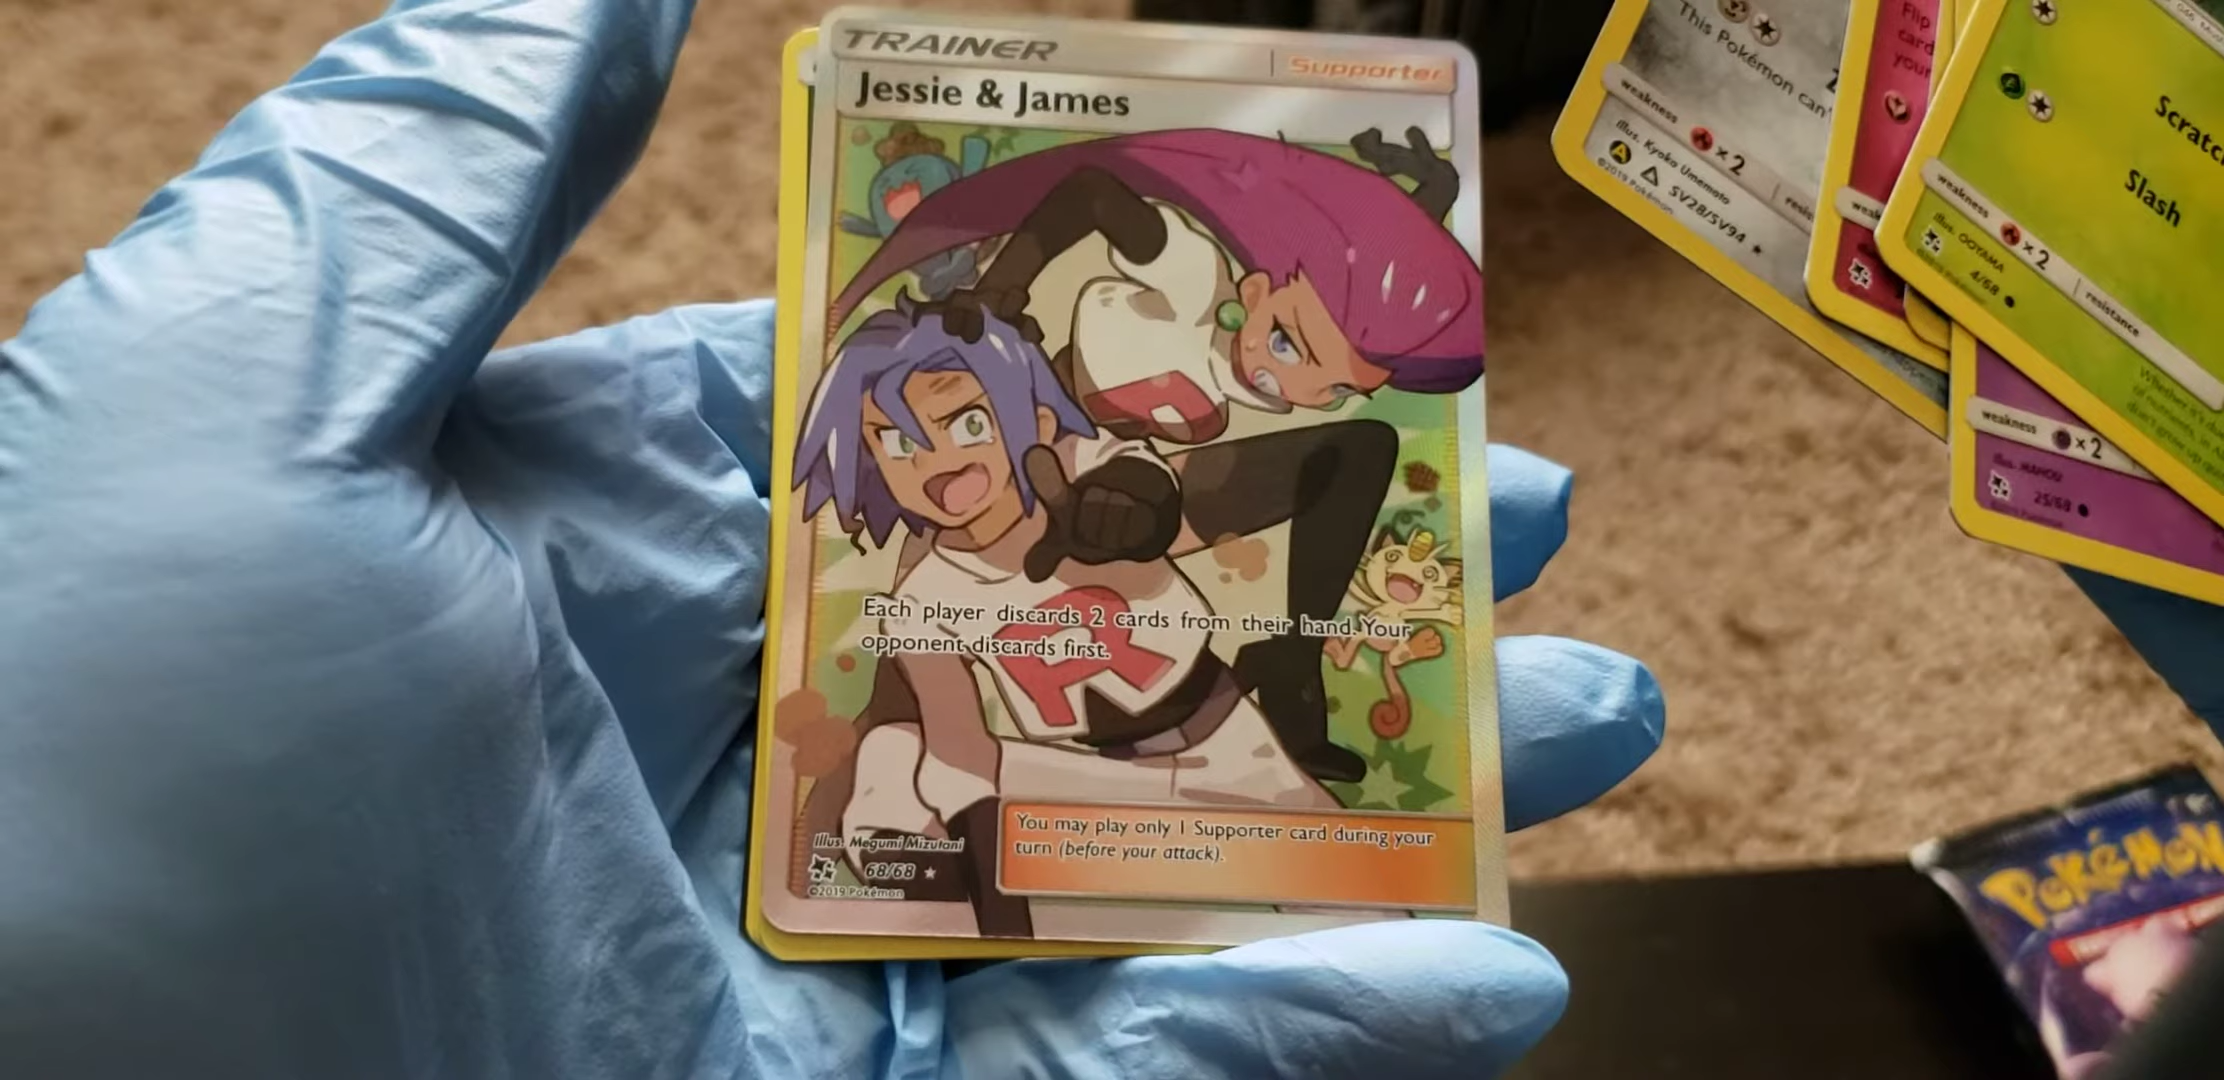 TRAINER
Supporter
Jessie & James
Each player discards 2 cards from their hand. Your
opponent discards first.
You may play only 1 Supporter card during your
turn (before your attack).
Illus. Megumi Mizutani
68/68
©2019 Pokémon
This Pokémon can'
weakness
×2
Illus. Kyoko Umemoto
A
SV28/SV94
©2019 Pokémon
Flip
card
your
Scratch
Slash
weakness
×2
resistance
Illus. OOYAMA
4/68
weakness
×2
25/68
POKÉMON